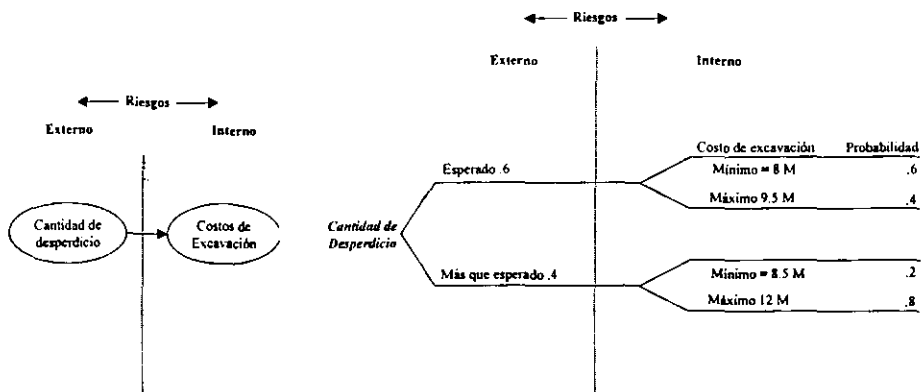 Riesgos
Externo Interno
Cantidad de
desperdicio
Costos de
Excavación
Riesgos
Externo Interno
Costo de excavación Probabilidad
Esperado .6
Mínimo = 8 M .6
Máximo 9.5 M .4
Cantidad de
Desperdicio
Más que esperado .4
Mínimo = 8.5 M .2
Máximo 12 M .8